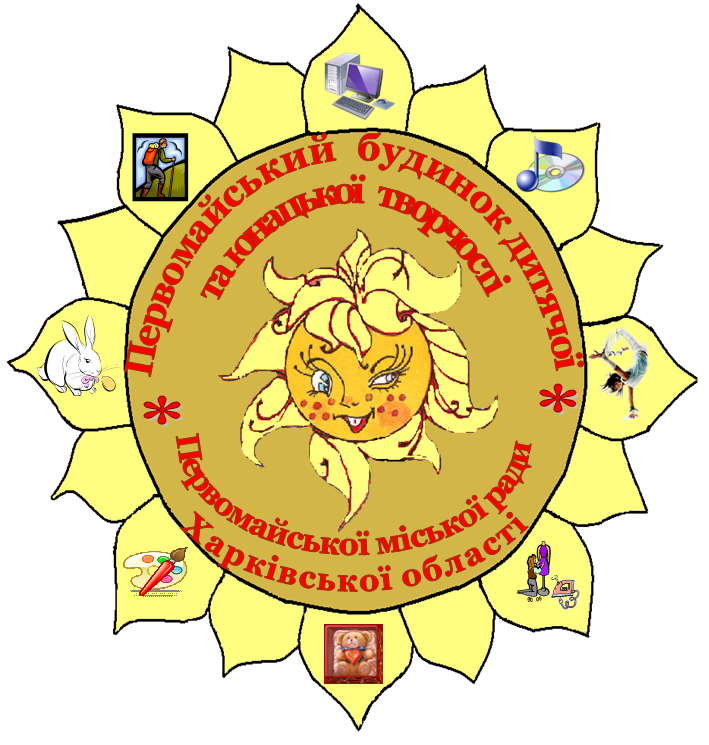 Первомайський будинок дитячої
та юнацької творчості
* *
Первомайської міської ради
Харківської області